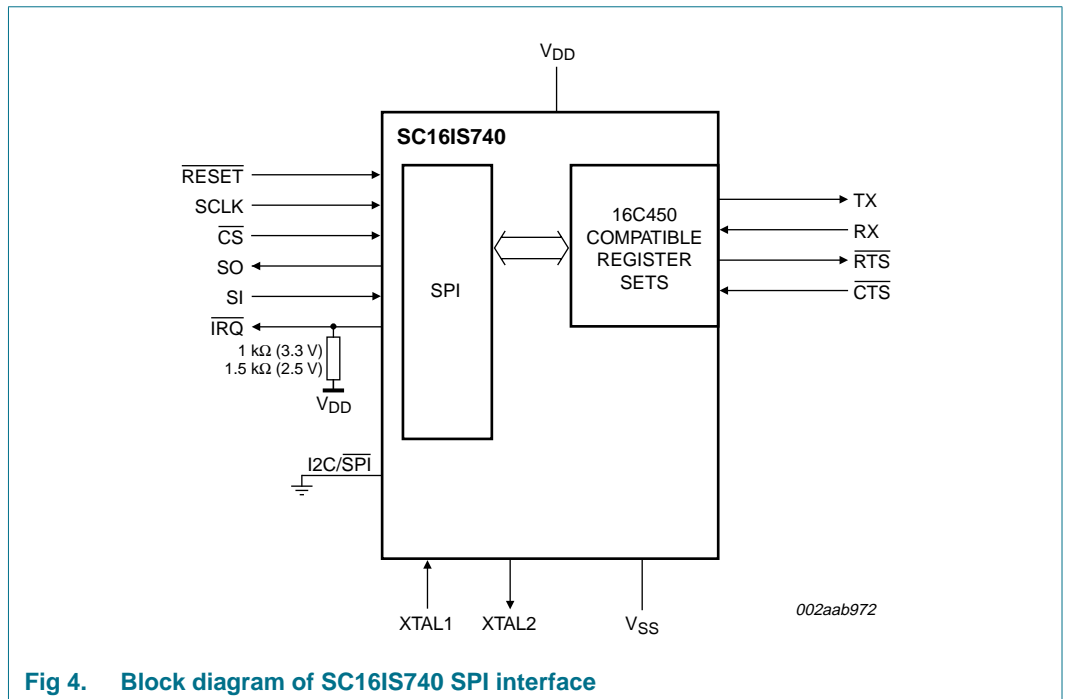 VDD
SC16IS740
RESET
SCLK
CS
SO
SI
IRQ
1 kΩ (3.3 V)
1.5 kΩ (2.5 V)
VDD
I2C/SPI
SPI
16C450
COMPATIBLE
REGISTER
SETS
TX
RX
RTS
CTS
XTAL1
XTAL2
VSS
002aab972
Fig 4. Block diagram of SC16IS740 SPI interface